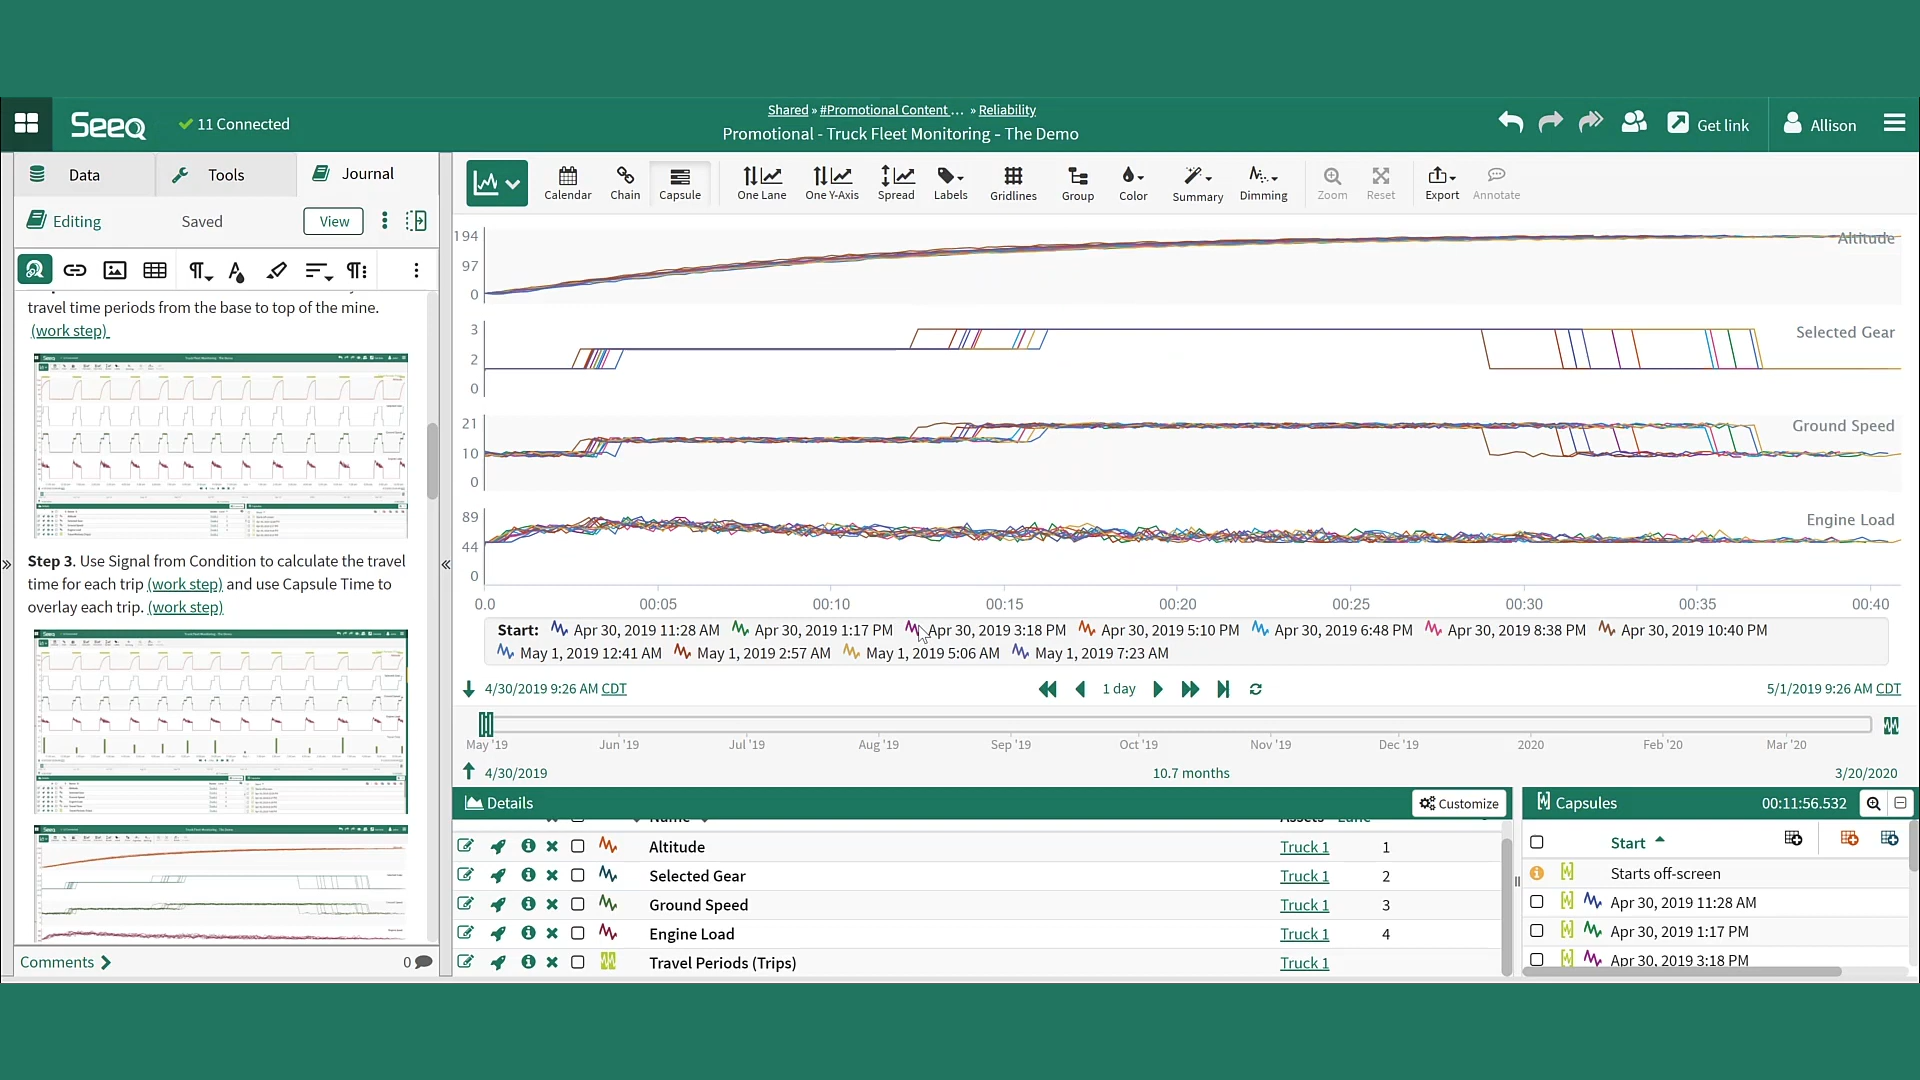 Seeq
11 Connected
Shared » #Promotional Content ... » Reliability
Promotional - Truck Fleet Monitoring - The Demo
Get link
Allison
Data
Tools
Journal
Editing
Saved
View
travel time periods from the base to top of the mine.
(work step)
Step 3. Use Signal from Condition to calculate the travel
time for each trip (work step) and use Capsule Time to
overlay each trip. (work step)
Comments
0
Calendar
Chain
Capsule
One Lane
One Y-Axis
Spread
Labels
Gridlines
Group
Color
Summary
Dimming
Zoom
Reset
Export
Annotate
194
97
0
Altitude
3
2
0
Selected Gear
21
10
0
Ground Speed
89
44
0
Engine Load
0.0 00:05 00:10 00:15 00:20 00:25 00:30 00:35 00:40
Start: Apr 30, 2019 11:28 AM Apr 30, 2019 1:17 PM Apr 30, 2019 3:18 PM Apr 30, 2019 5:10 PM Apr 30, 2019 6:48 PM Apr 30, 2019 8:38 PM Apr 30, 2019 10:40 PM
May 1, 2019 12:41 AM May 1, 2019 2:57 AM May 1, 2019 5:06 AM May 1, 2019 7:23 AM
4/30/2019 9:26 AM CDT
1 day
5/1/2019 9:26 AM CDT
May '19 Jun '19 Jul '19 Aug '19 Sep '19 Oct '19 Nov '19 Dec '19 2020 Feb '20 Mar '20
4/30/2019
10.7 months
3/20/2020
Details
Customize
Name
Assets Lane
Altitude Truck 1 1
Selected Gear Truck 1 2
Ground Speed Truck 1 3
Engine Load Truck 1 4
Travel Periods (Trips) Truck 1
Capsules
00:11:56.532
Start
Starts off-screen
Apr 30, 2019 11:28 AM
Apr 30, 2019 1:17 PM
Apr 30, 2019 3:18 PM